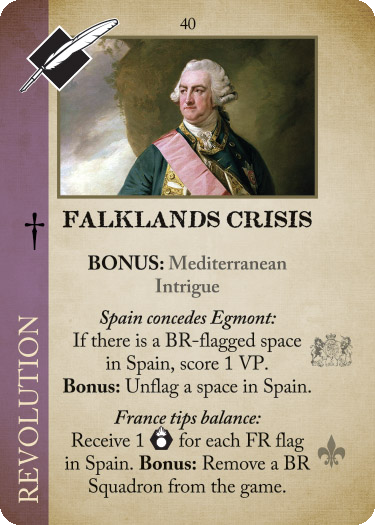 40
FALKLANDS CRISIS
BONUS: Mediterranean
Intrigue
Spain concedes Egmont:
If there is a BR-flagged space
in Spain, score 1 VP.
Bonus: Unflag a space in Spain.
France tips balance:
Receive 1 for each FR flag
in Spain. Bonus: Remove a BR
Squadron from the game.
REVOLUTION